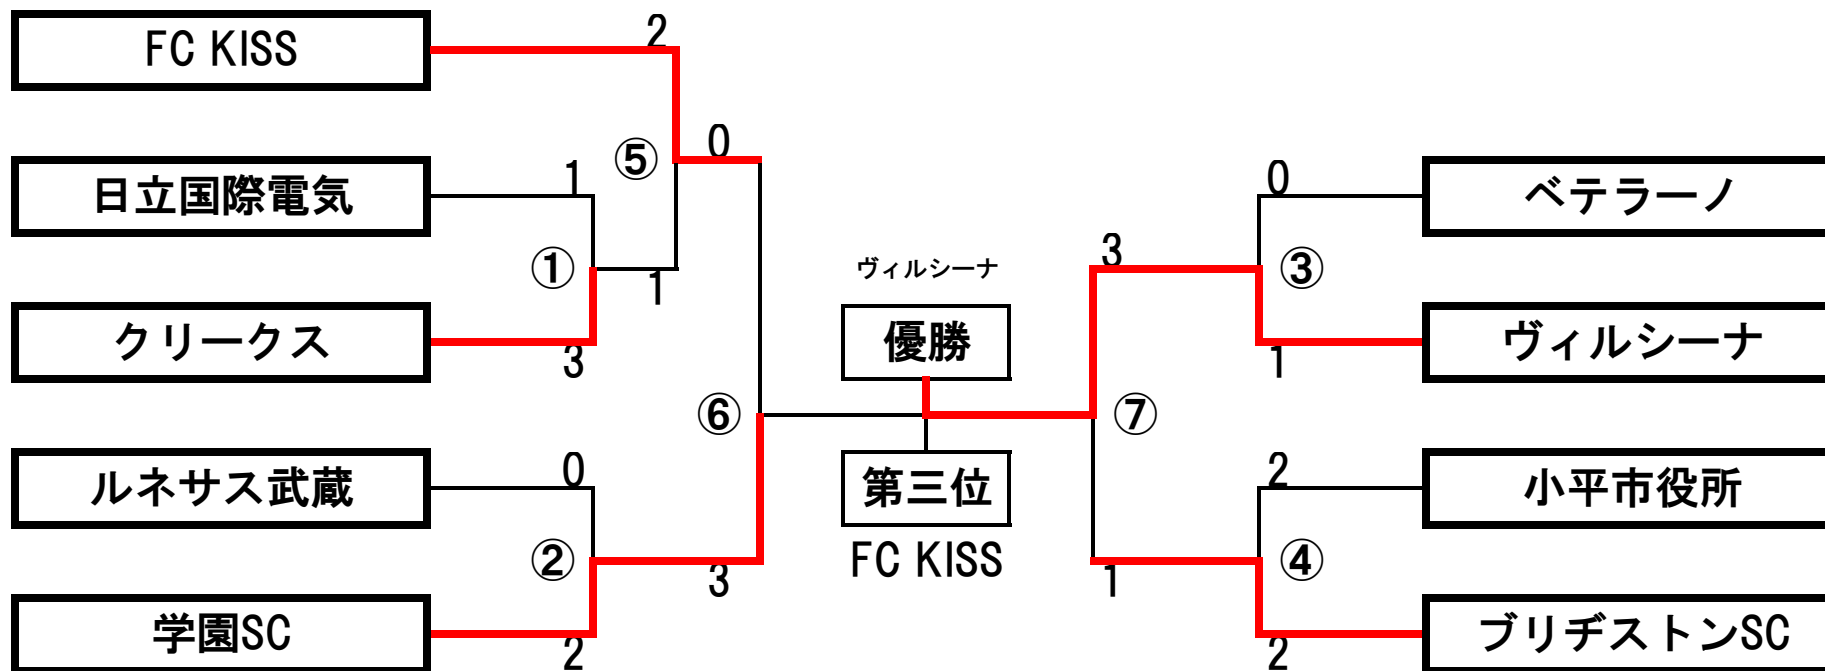 FC KISS
2
⑤
0
日立国際電気
1
①
1
クリークス
3
⑥
ルネサス武蔵
0
②
3
学園SC
2
ヴィルシーナ
優勝
第三位
FC KISS
ベテラーノ
0
3
③
ヴィルシーナ
1
⑦
小平市役所
2
1
④
ブリヂストンSC
2